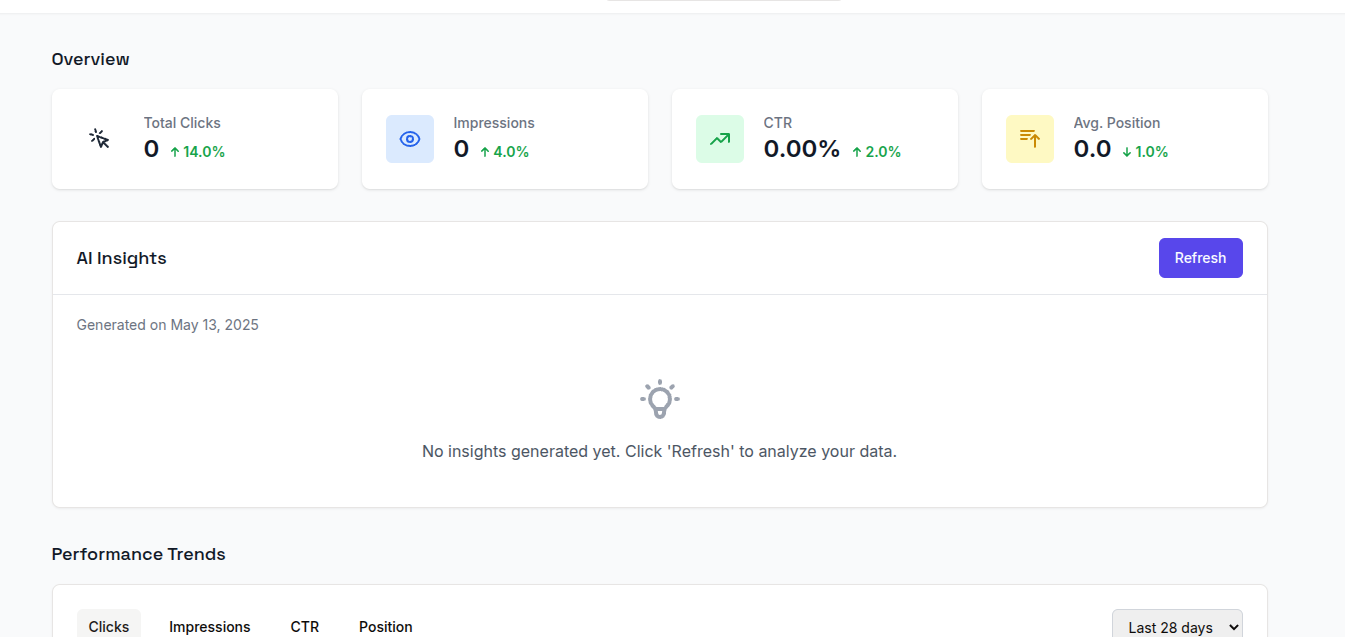 Overview
Total Clicks
0 ↑ 14.0%
Impressions
0 ↑ 4.0%
CTR
0.00% ↑ 2.0%
Avg. Position
0.0 ↓ 1.0%
AI Insights
Refresh
Generated on May 13, 2025
No insights generated yet. Click 'Refresh' to analyze your data.
Performance Trends
Clicks Impressions CTR Position Last 28 days